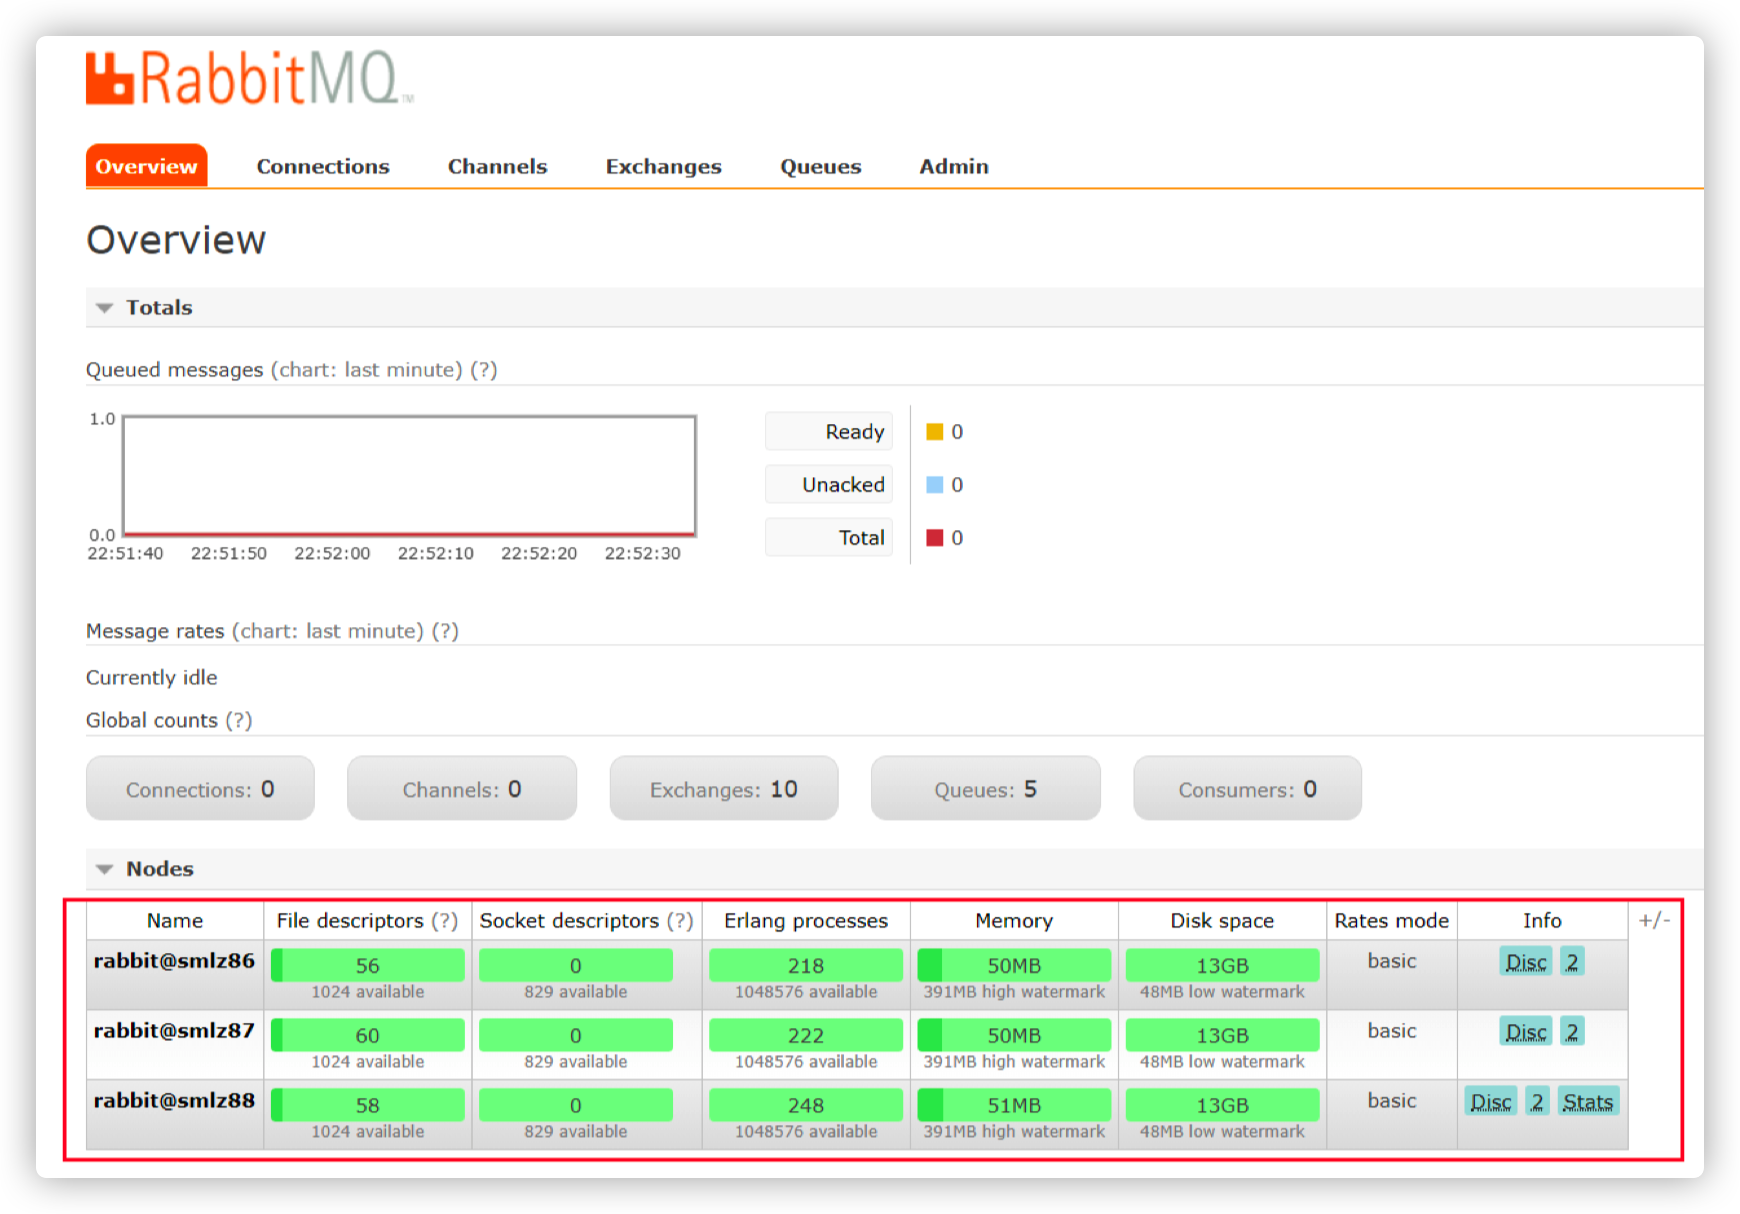 RabbitMQ™
Overview Connections Channels Exchanges Queues Admin
Overview
Totals
Queued messages (chart: last minute) (?)
1.0
0.0
22:51:40 22:51:50 22:52:00 22:52:10 22:52:20 22:52:30
Ready 0
Unacked 0
Total 0
Message rates (chart: last minute) (?)
Currently idle
Global counts (?)
Connections: 0 Channels: 0 Exchanges: 10 Queues: 5 Consumers: 0
Nodes
Name File descriptors (?) Socket descriptors (?) Erlang processes Memory Disk space Rates mode Info +/-
rabbit@smlz86 56 0 218 50MB 13GB basic Disc 2
1024 available 829 available 1048576 available 391MB high watermark 48MB low watermark
rabbit@smlz87 60 0 222 50MB 13GB basic Disc 2
1024 available 829 available 1048576 available 391MB high watermark 48MB low watermark
rabbit@smlz88 58 0 248 51MB 13GB basic Disc 2 Stats
1024 available 829 available 1048576 available 391MB high watermark 48MB low watermark